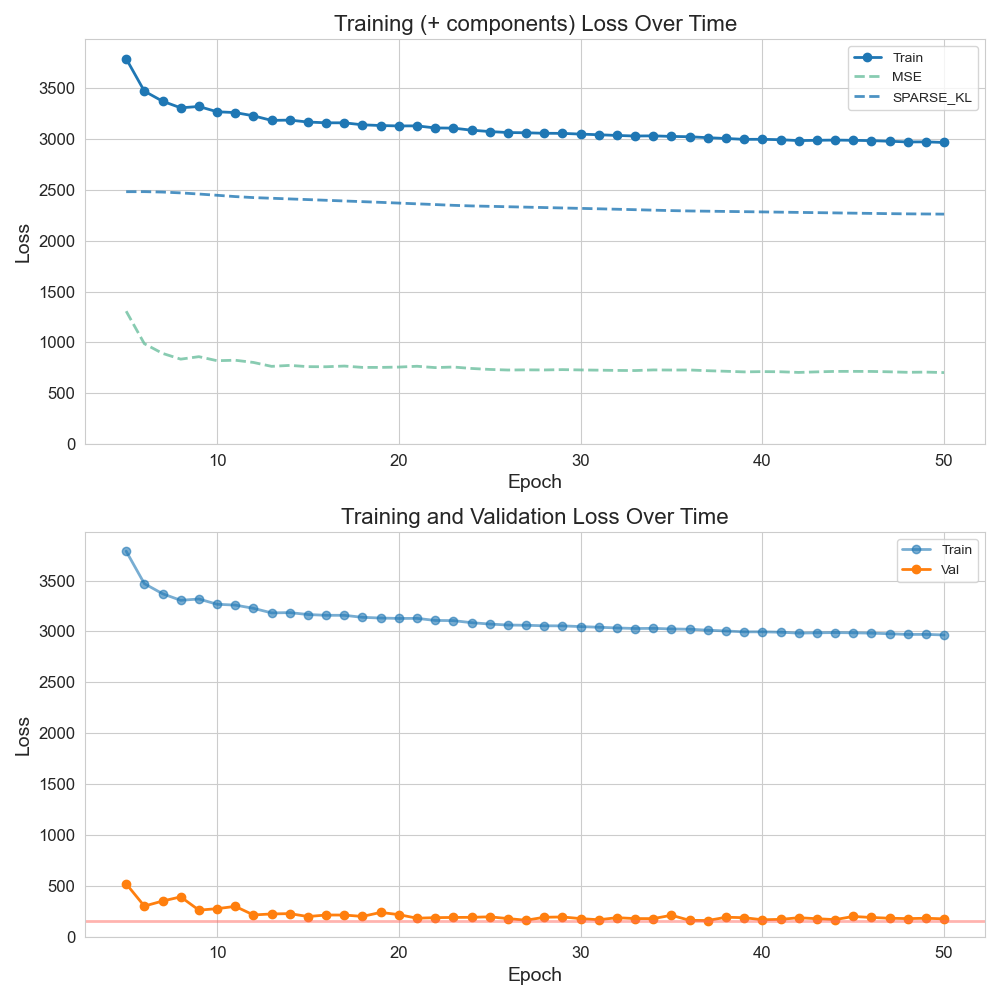 Training (+ components) Loss Over Time
Train
MSE
SPARSE_KL
Loss
3500
3000
2500
2000
1500
1000
500
0
10 20 30 40 50
Epoch
Training and Validation Loss Over Time
Train
Val
Loss
3500
3000
2500
2000
1500
1000
500
0
10 20 30 40 50
Epoch